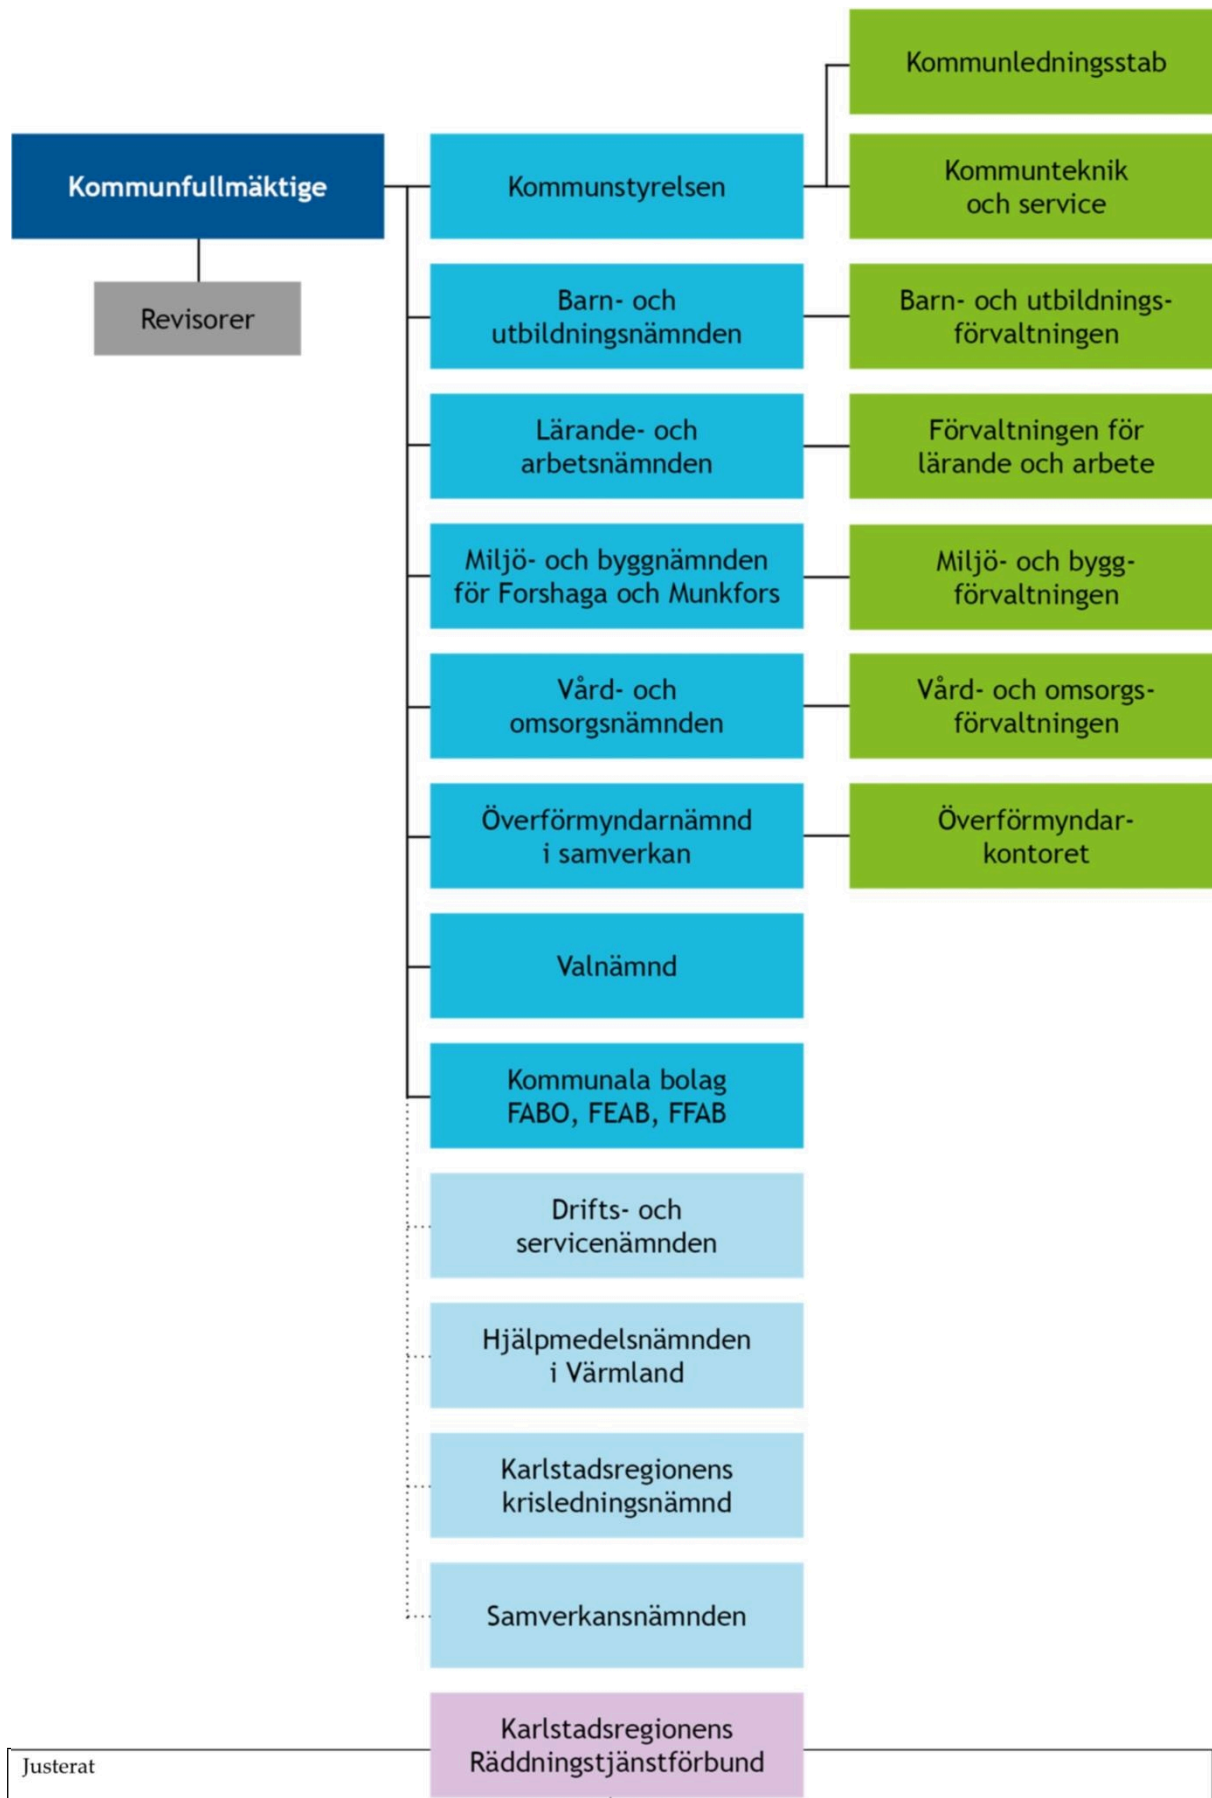 Kommunledningsstab
Kommunfullmäktige
Kommunstyrelsen
Kommunteknik
och service
Revisorer
Barn- och
utbildningsnämnden
Barn- och utbildnings-
förvaltningen
Lärande- och
arbetsnämnden
Förvaltningen för
lärande och arbete
Miljö- och byggnämnden
för Forshaga och Munkfors
Miljö- och bygg-
förvaltningen
Vård- och
omsorgsnämnden
Vård- och omsorgs-
förvaltningen
Överförmyndarnämnd
i samverkan
Överförmyndar-
kontoret
Valnämnd
Kommunala bolag
FABO, FEAB, FFAB
Drifts- och
servicenämnden
Hjälpmedelsnämnden
i Värmland
Karlstadsregionens
krisledningsnämnd
Samverkansnämnden
Karlstadsregionens
Räddningstjänstförbund
Justerat